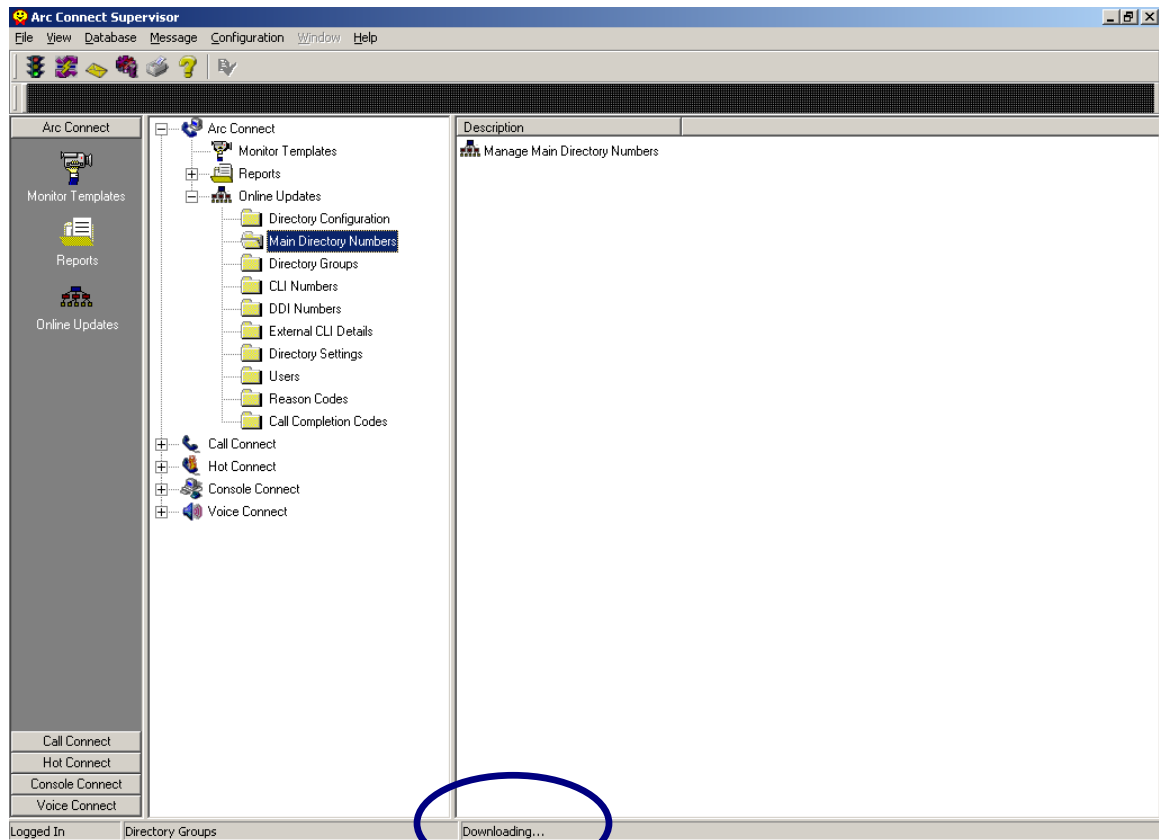 Arc Connect Supervisor
File View Database Message Configuration Window Help
Arc Connect
Monitor Templates
Reports
Online Updates
Call Connect
Hot Connect
Console Connect
Voice Connect
Arc Connect
Monitor Templates
Reports
Online Updates
Directory Configuration
Main Directory Numbers
Directory Groups
CLI Numbers
DDI Numbers
External CLI Details
Directory Settings
Users
Reason Codes
Call Completion Codes
Call Connect
Hot Connect
Console Connect
Voice Connect
Description
Manage Main Directory Numbers
Logged In Directory Groups Downloading...